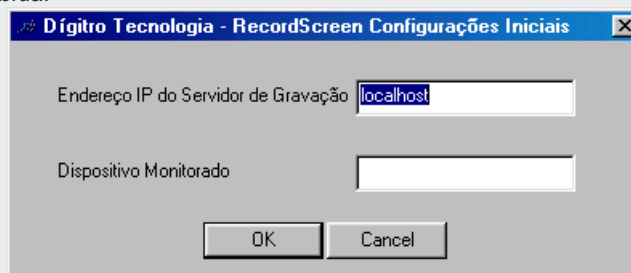 Dígitro Tecnologia - RecordScreen Configurações Iniciais
Endereço IP do Servidor de Gravação localhost
Dispositivo Monitorado
OK Cancel